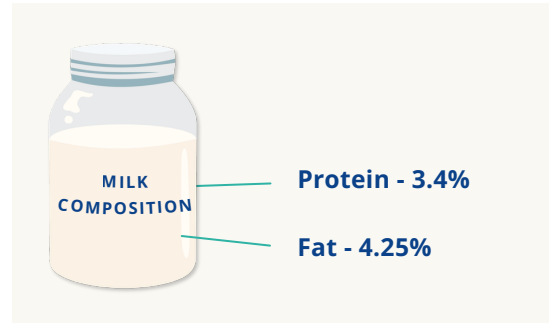 MILK
COMPOSITION
Protein - 3.4%
Fat - 4.25%